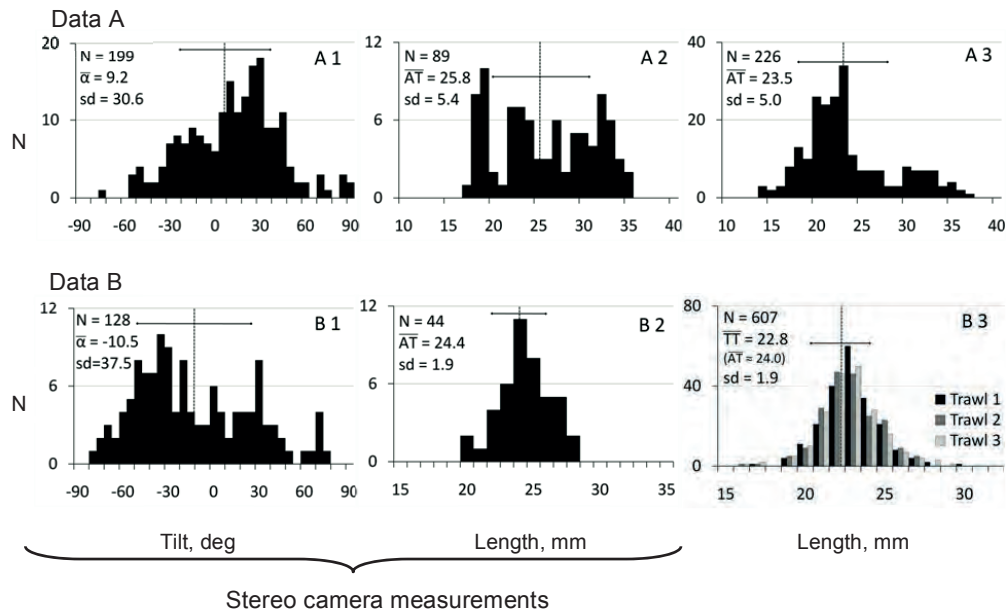 Data A
A 1
N = 199
α̅ = 9.2
sd = 30.6
20
10
0
N
-90 -60 -30 0 30 60 90
A 2
N = 89
A̅T̅ = 25.8
sd = 5.4
12
6
0
10 15 20 25 30 35 40
A 3
N = 226
A̅T̅ = 23.5
sd = 5.0
40
20
0
10 15 20 25 30 35 40
Data B
B 1
N = 128
α̅ = -10.5
sd=37.5
12
6
0
N
-90 -60 -30 0 30 60 90
B 2
N = 44
A̅T̅ = 24.4
sd = 1.9
12
6
0
15 20 25 30 35
B 3
N = 607
T̅T̅ = 22.8
(A̅T̅ = 24.0)
sd = 1.9
80
40
0
Trawl 1
Trawl 2
Trawl 3
15 20 25 30
Tilt, deg
Length, mm
Length, mm
Stereo camera measurements